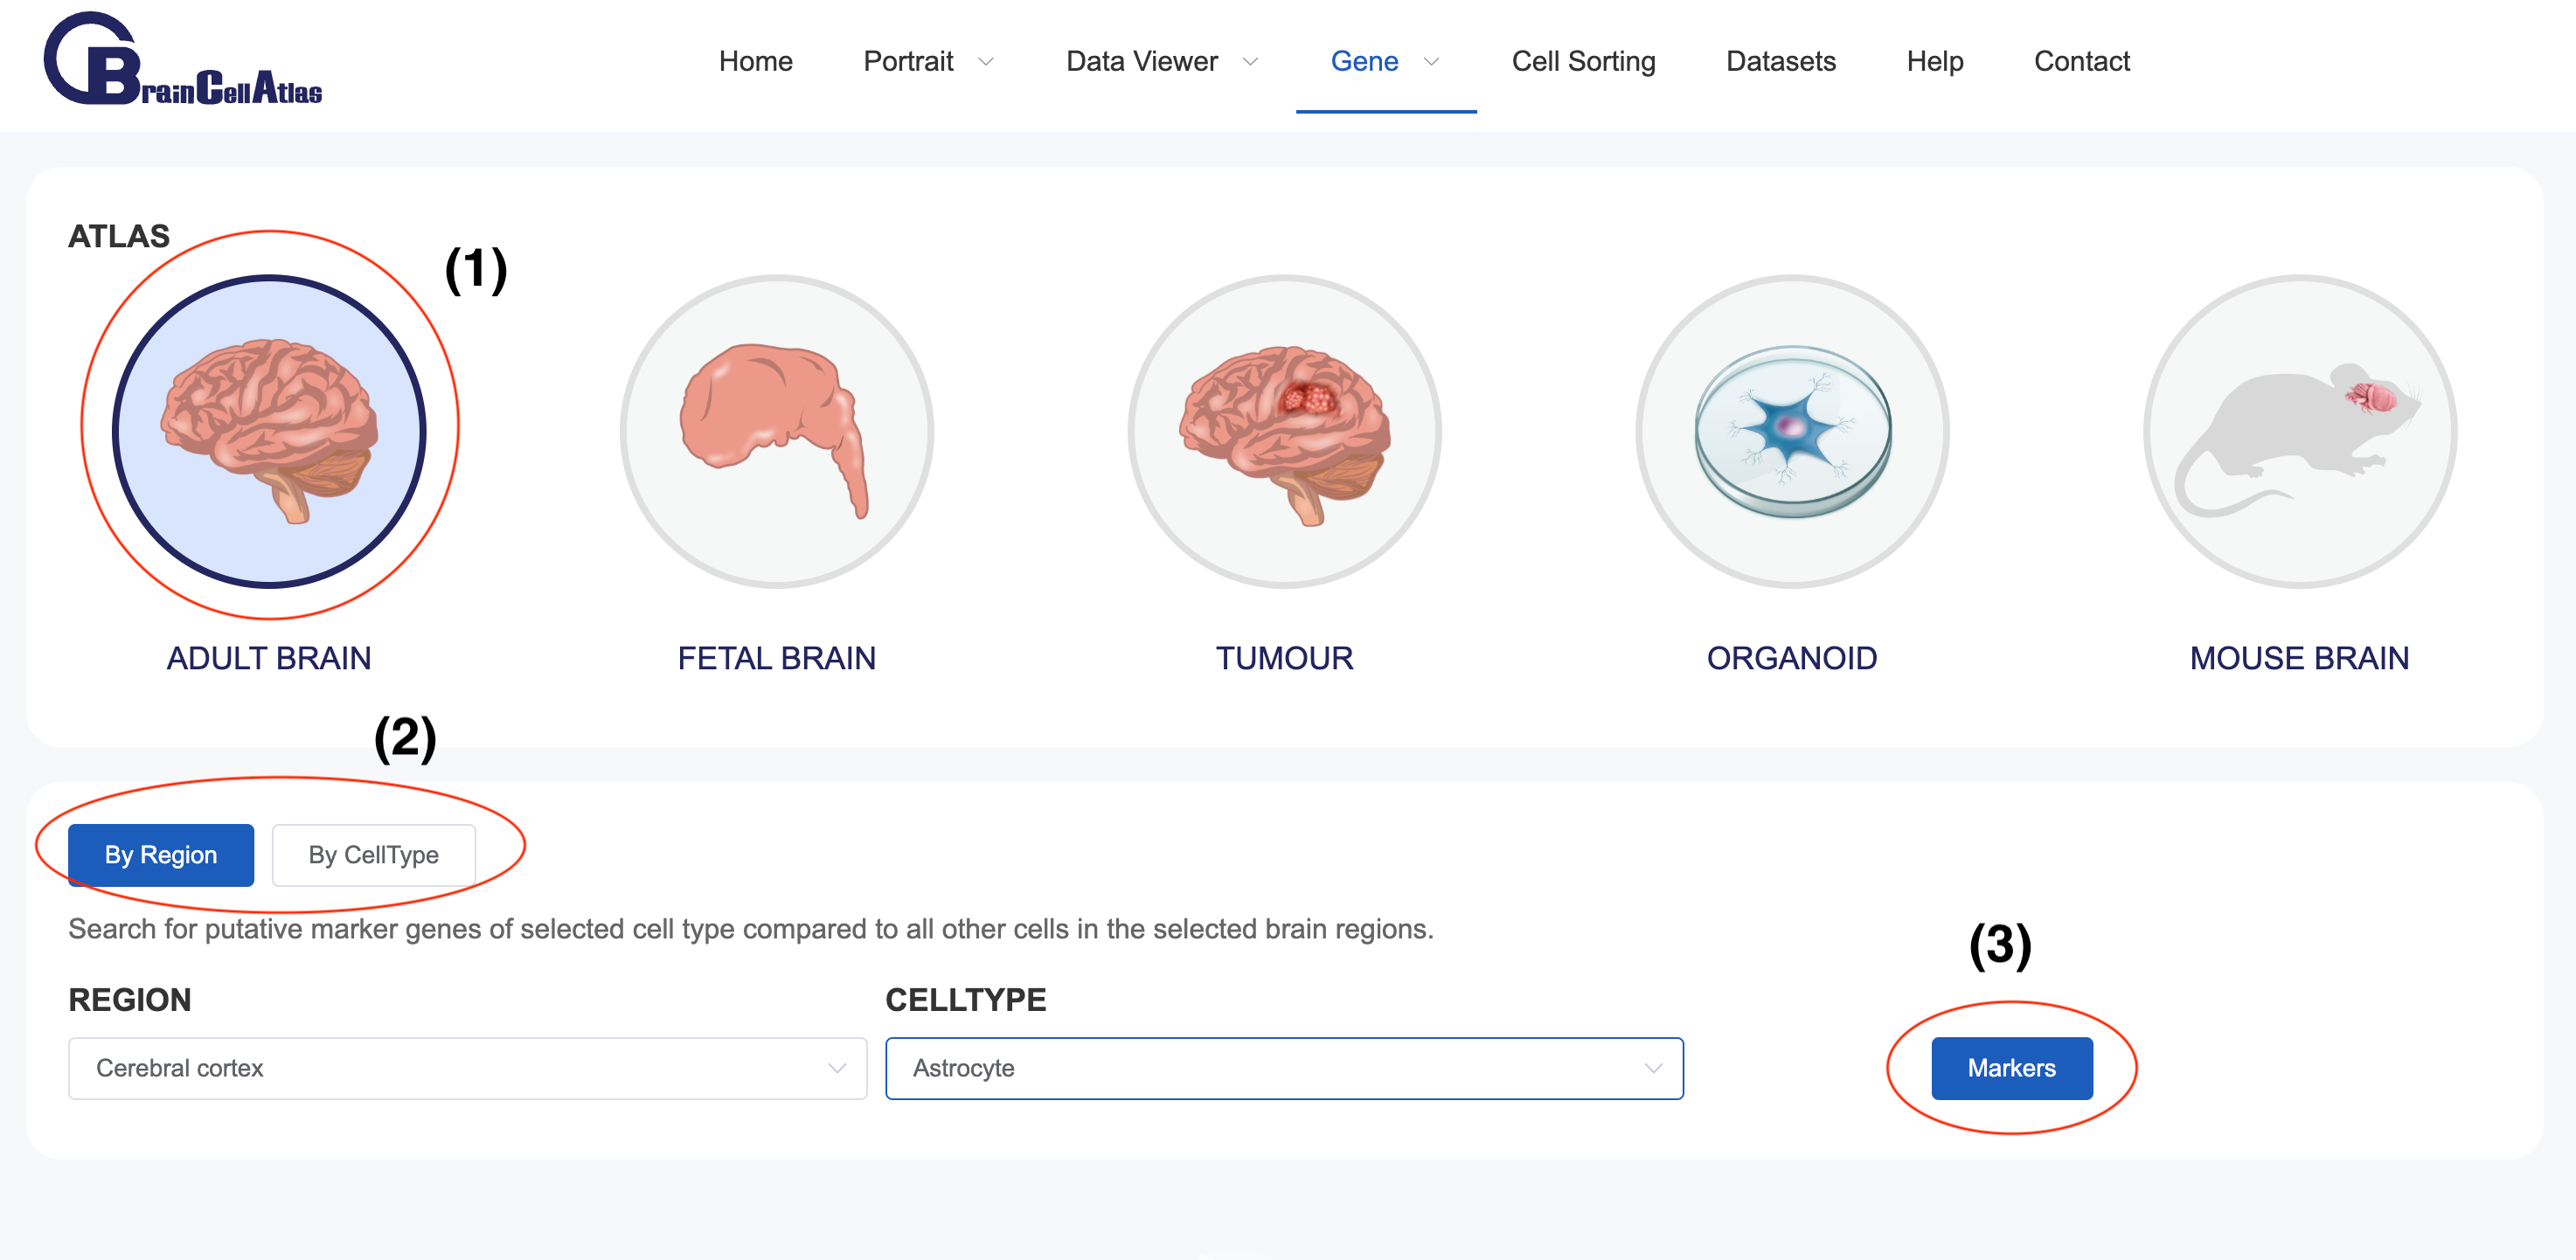 BrainCellAtlas
Home Portrait Data Viewer Gene Cell Sorting Datasets Help Contact
ATLAS
(1)
ADULT BRAIN FETAL BRAIN TUMOUR ORGANOID MOUSE BRAIN
(2)
By Region By CellType
Search for putative marker genes of selected cell type compared to all other cells in the selected brain regions.
(3)
REGION CELLTYPE
Cerebral cortex Astrocyte Markers